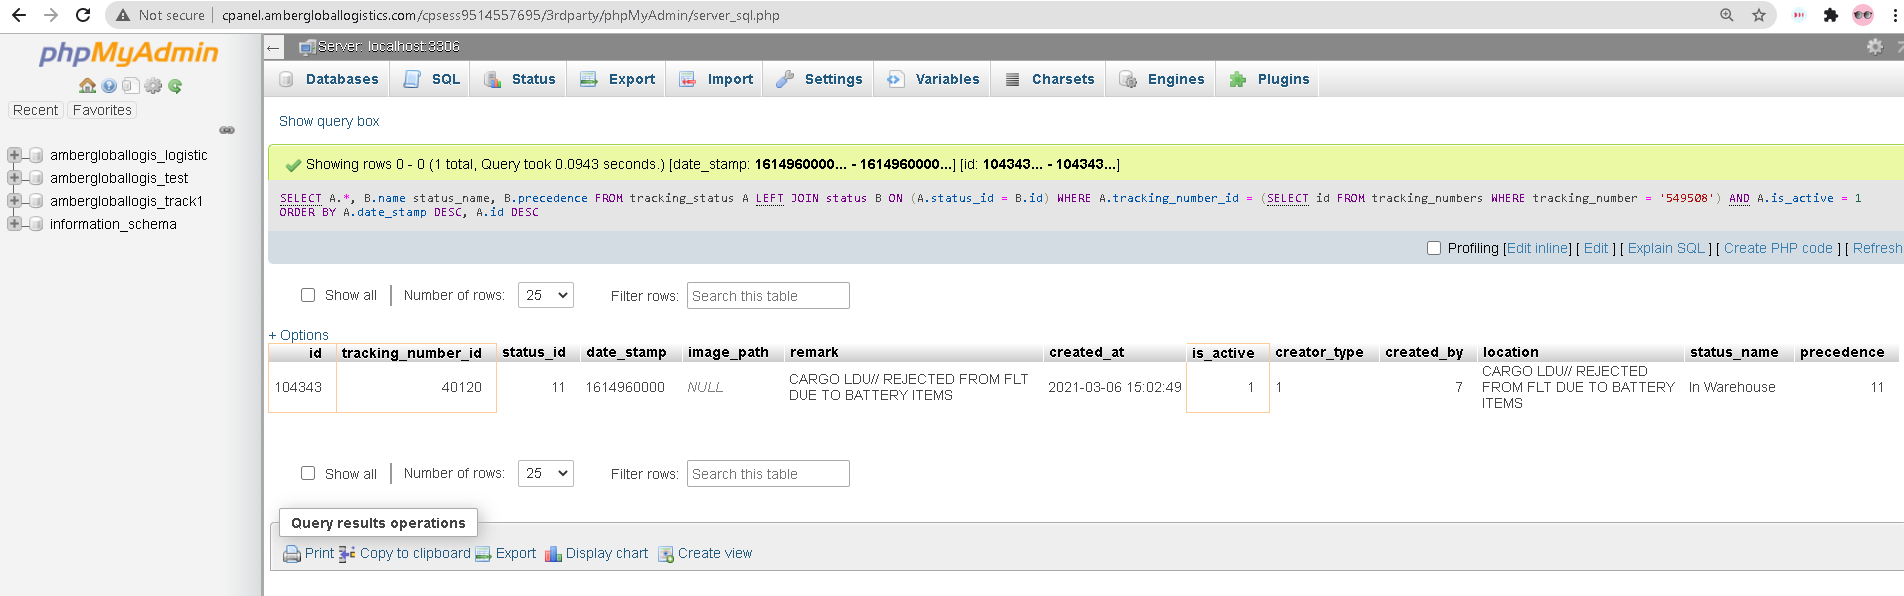 Not secure | cpanel.ambergloballogistics.com/cpsess9514557695/3rdparty/phpMyAdmin/server_sql.php
phpMyAdmin
Recent Favorites
ambergloballogis_logistic
ambergloballogis_test
ambergloballogis_track1
information_schema
Server: localhost:3306
Databases SQL Status Export Import Settings Variables Charsets Engines Plugins
Show query box
Showing rows 0 - 0 (1 total, Query took 0.0943 seconds.) [date_stamp: 1614960000... - 1614960000...] [id: 104343... - 104343...]
SELECT A.*, B.name status_name, B.precedence FROM tracking_status A LEFT JOIN status B ON (A.status_id = B.id) WHERE A.tracking_number_id = (SELECT id FROM tracking_numbers WHERE tracking_number = '549508') AND A.is_active = 1
ORDER BY A.date_stamp DESC, A.id DESC
Profiling [Edit inline] [ Edit ] [ Explain SQL ] [ Create PHP code ] [ Refresh
Show all | Number of rows: 25 Filter rows: Search this table
+ Options
id tracking_number_id status_id date_stamp image_path remark created_at is_active creator_type created_by location status_name precedence
104343 40120 11 1614960000 NULL CARGO LDU// REJECTED FROM FLT DUE TO BATTERY ITEMS 2021-03-06 15:02:49 1 1 7 CARGO LDU// REJECTED FROM FLT DUE TO BATTERY ITEMS In Warehouse 11
Show all | Number of rows: 25 Filter rows: Search this table
Query results operations
Print Copy to clipboard Export Display chart Create view